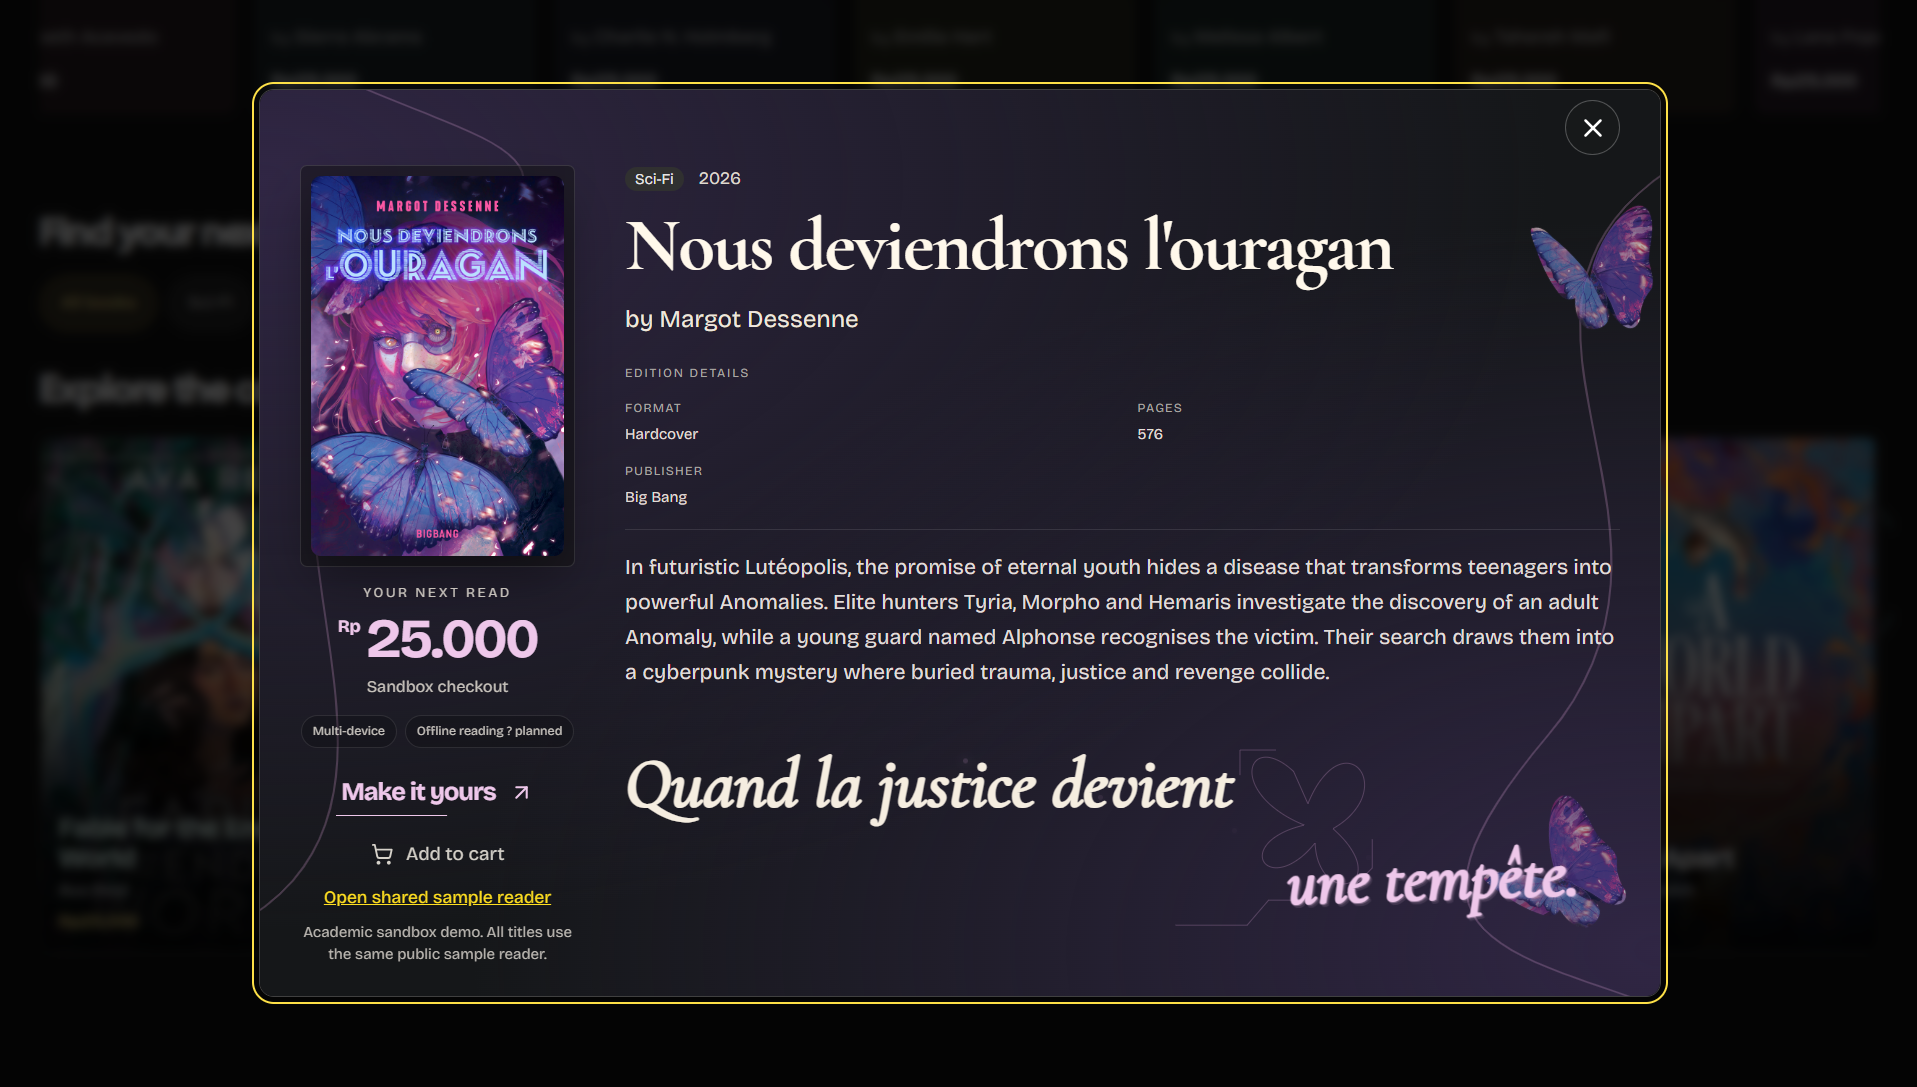 Find your nex
Explore the c
MARGOT DESSENNE
NOUS DEVIENDRONS
L'OURAGAN
BIGBANG
YOUR NEXT READ
Rp 25.000
Sandbox checkout
Multi-device
Offline reading ? planned
Make it yours
Add to cart
Open shared sample reader
Academic sandbox demo. All titles use
the same public sample reader.
Sci-Fi 2026
Nous deviendrons l'ouragan
by Margot Dessenne
EDITION DETAILS
FORMAT
Hardcover
PAGES
576
PUBLISHER
Big Bang
In futuristic Lutéopolis, the promise of eternal youth hides a disease that transforms teenagers into
powerful Anomalies. Elite hunters Tyria, Morpho and Hemaris investigate the discovery of an adult
Anomaly, while a young guard named Alphonse recognises the victim. Their search draws them into
a cyberpunk mystery where buried trauma, justice and revenge collide.
Quand la justice devient
une tempête.